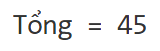 Tổng = 45